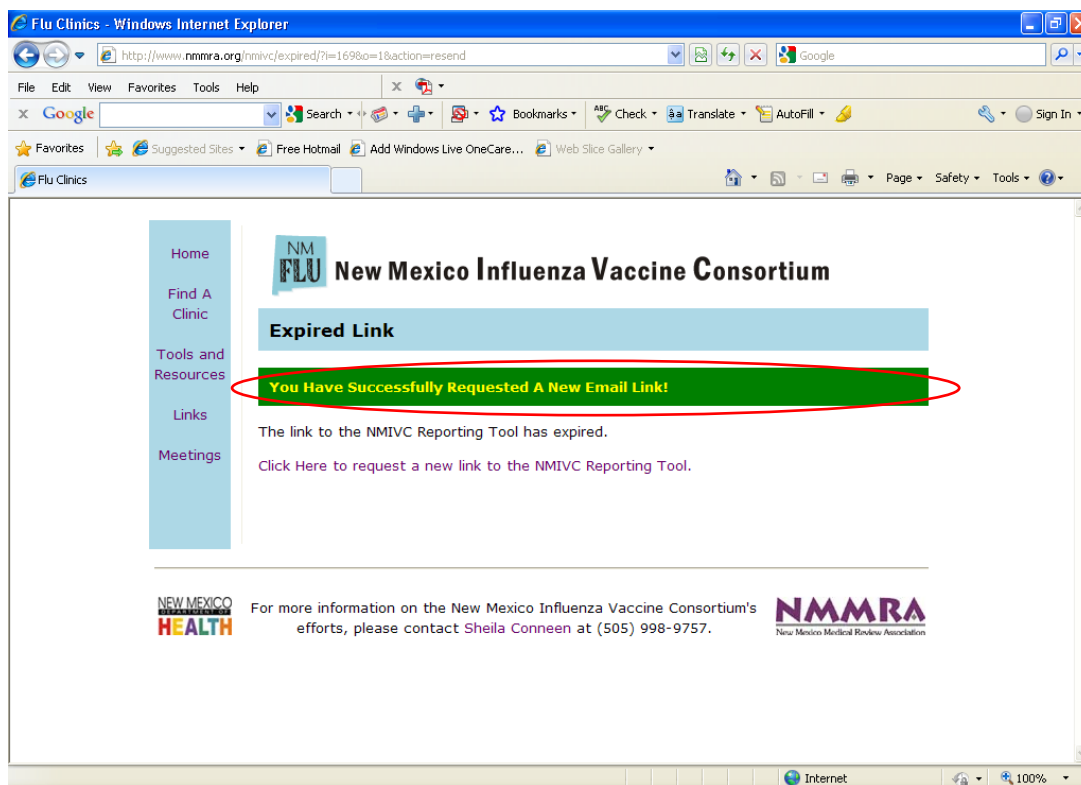 Flu Clinics - Windows Internet Explorer
http://www.nmmra.org/nmivc/expired/?i=169&o=1&action=resend
Google
File Edit View Favorites Tools Help
x
x Google Search Bookmarks Check Translate AutoFill Sign In
Favorites Suggested Sites Free Hotmail Add Windows Live OneCare... Web Slice Gallery
Flu Clinics
Page Safety Tools
Home
Find A
Clinic
Tools and
Resources
Links
Meetings
NM
FLU
New Mexico Influenza Vaccine Consortium
Expired Link
You Have Successfully Requested A New Email Link!
The link to the NMIVC Reporting Tool has expired.
Click Here to request a new link to the NMIVC Reporting Tool.
NEW MEXICO
DEPARTMENT OF
HEALTH
For more information on the New Mexico Influenza Vaccine Consortium's
efforts, please contact Sheila Conneen at (505) 998-9757.
NMMRA
New Mexico Medical Review Association
Internet
100%